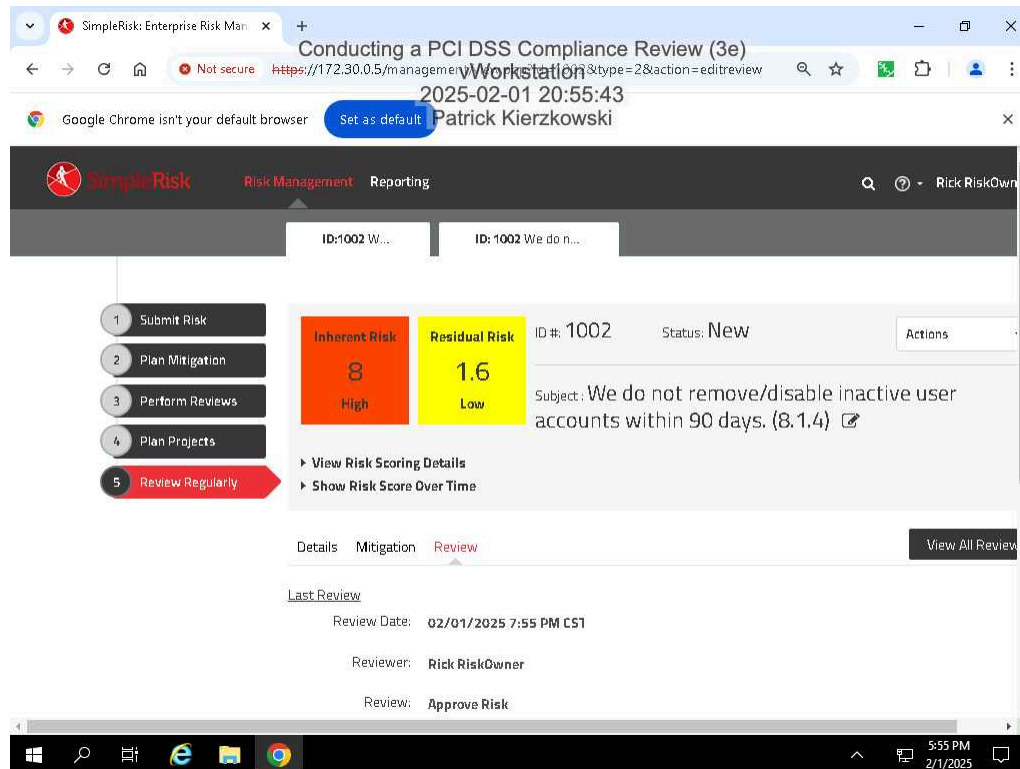 SimpleRisk: Enterprise Risk Man
Conducting a PCI DSS Compliance Review (3e)
Not secure https://172.30.0.5/management/ &type=2&action=editreview
vWorkstation
2025-02-01 20:55:43
Google Chrome isn't your default browser Set as default
Patrick Kierzkowski
SimpleRisk Risk Management Reporting Rick RiskOwn
ID:1002 W... ID: 1002 We do n...
1 Submit Risk
2 Plan Mitigation
3 Perform Reviews
4 Plan Projects
5 Review Regularly
Inherent Risk
8
High
Residual Risk
1.6
Low
ID #: 1002 Status: New Actions
Subject: We do not remove/disable inactive user
accounts within 90 days. (8.1.4)
View Risk Scoring Details
Show Risk Score Over Time
Details Mitigation Review View All Review
Last Review
Review Date: 02/01/2025 7:55 PM CST
Reviewer: Rick RiskOwner
Review: Approve Risk
5:55 PM
2/1/2025